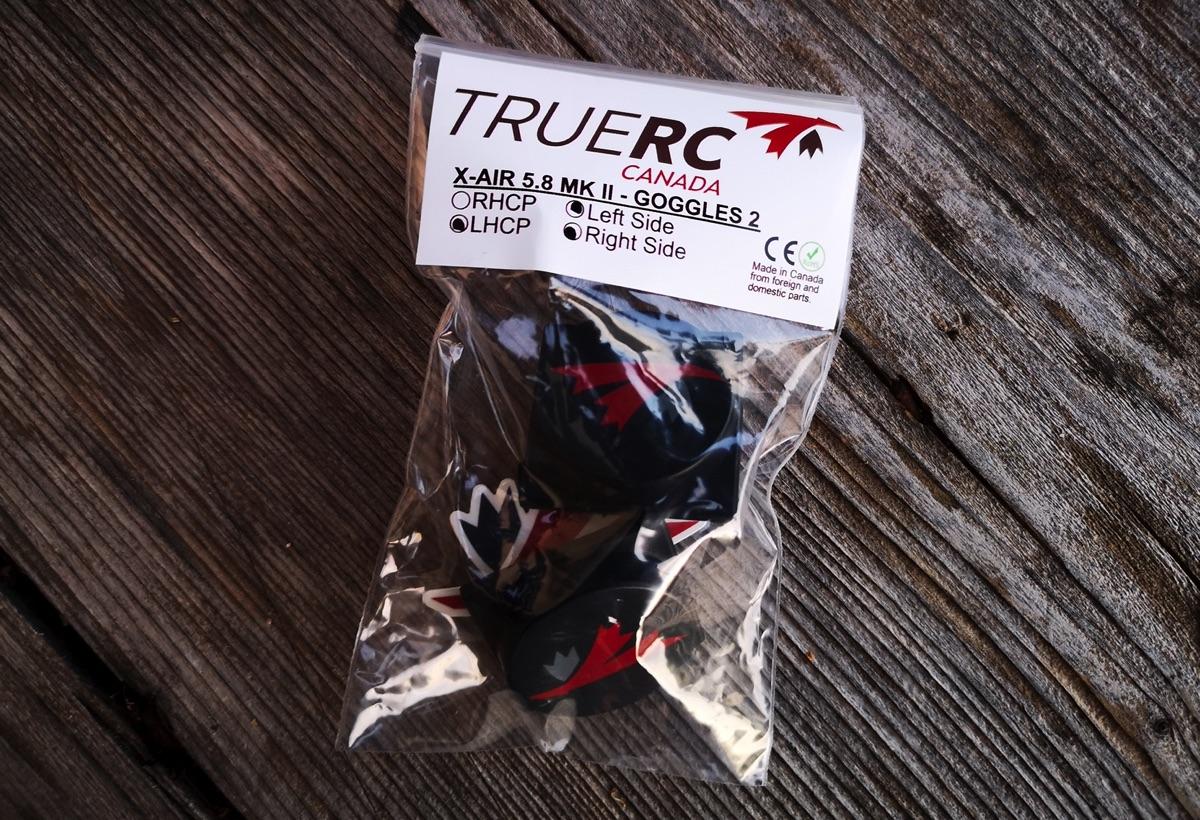 TRUERC
CANADA
X-AIR 5.8 MK II - GOGGLES 2
RHCP Left Side
LHCP Right Side
CE
Made in Canada
from foreign and
domestic parts.